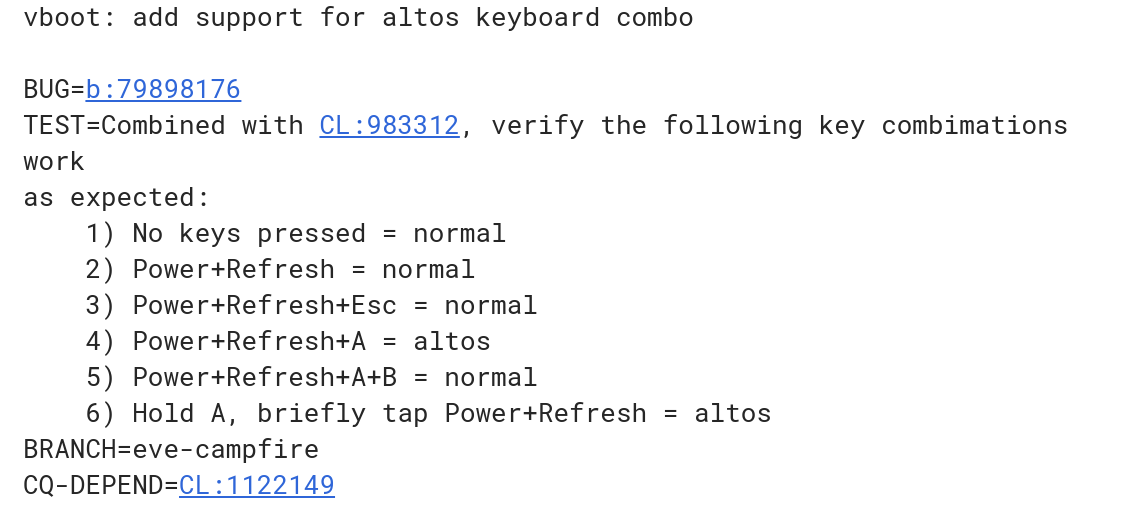 vboot: add support for altos keyboard combo
BUG=b:79898176
TEST=Combined with CL:983312, verify the following key combimations
work
as expected:
1) No keys pressed = normal
2) Power+Refresh = normal
3) Power+Refresh+Esc = normal
4) Power+Refresh+A = altos
5) Power+Refresh+A+B = normal
6) Hold A, briefly tap Power+Refresh = altos
BRANCH=eve-campfire
CQ-DEPEND=CL:1122149